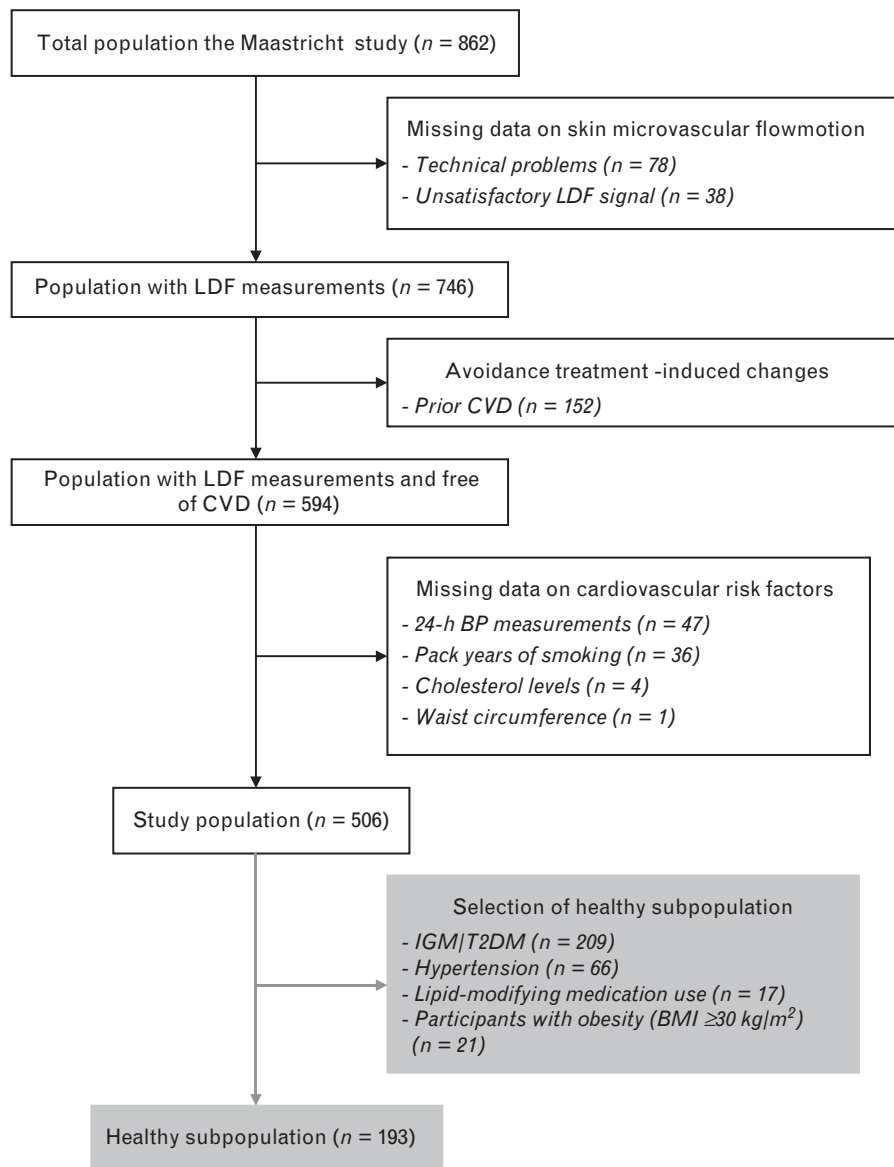 Total population the Maastricht study (n = 862)
Missing data on skin microvascular flowmotion
- Technical problems (n = 78)
- Unsatisfactory LDF signal (n = 38)
Population with LDF measurements (n = 746)
Avoidance treatment -induced changes
- Prior CVD (n = 152)
Population with LDF measurements and free
of CVD (n = 594)
Missing data on cardiovascular risk factors
- 24-h BP measurements (n = 47)
- Pack years of smoking (n = 36)
- Cholesterol levels (n = 4)
- Waist circumference (n = 1)
Study population (n = 506)
Selection of healthy subpopulation
- IGM|T2DM (n = 209)
- Hypertension (n = 66)
- Lipid-modifying medication use (n = 17)
- Participants with obesity (BMI ≥30 kg|m²)
(n = 21)
Healthy subpopulation (n = 193)